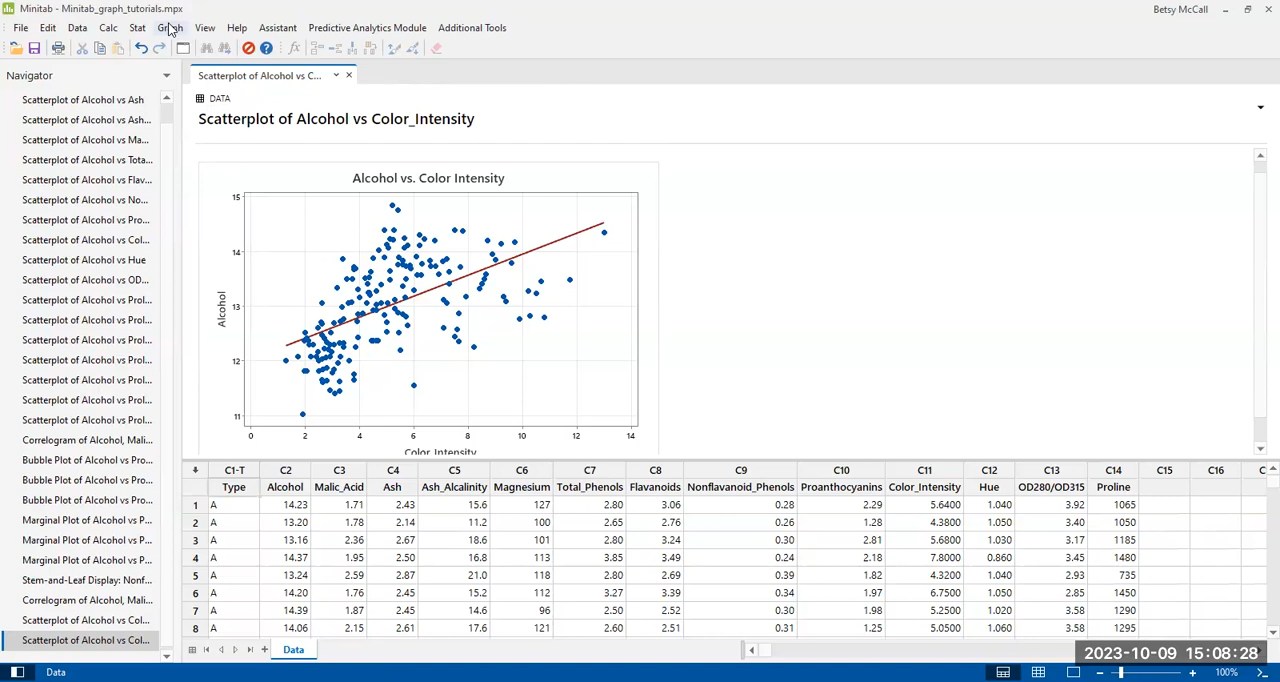 Minitab - Minitab_graph_tutorials.mpx
Betsy McCall
File Edit Data Calc Stat Graph View Help Assistant Predictive Analytics Module Additional Tools
Navigator
Scatterplot of Alcohol vs Ash
Scatterplot of Alcohol vs Ash...
Scatterplot of Alcohol vs Ma...
Scatterplot of Alcohol vs Tota...
Scatterplot of Alcohol vs Flav...
Scatterplot of Alcohol vs No...
Scatterplot of Alcohol vs Pro...
Scatterplot of Alcohol vs Col...
Scatterplot of Alcohol vs Hue
Scatterplot of Alcohol vs OD...
Scatterplot of Alcohol vs Prol...
Scatterplot of Alcohol vs Prol...
Scatterplot of Alcohol vs Prol...
Scatterplot of Alcohol vs Prol...
Scatterplot of Alcohol vs Prol...
Scatterplot of Alcohol vs Prol...
Scatterplot of Alcohol vs Prol...
Correlogram of Alcohol, Mali...
Bubble Plot of Alcohol vs Pro...
Bubble Plot of Alcohol vs Pro...
Bubble Plot of Alcohol vs Pro...
Marginal Plot of Alcohol vs P...
Marginal Plot of Alcohol vs P...
Marginal Plot of Alcohol vs P...
Stem-and-Leaf Display: Nonf...
Correlogram of Alcohol, Mali...
Scatterplot of Alcohol vs Col...
Scatterplot of Alcohol vs Col...
Scatterplot of Alcohol vs C...
DATA
Scatterplot of Alcohol vs Color_Intensity
Alcohol vs. Color Intensity
15
14
13
12
11
Alcohol
0 2 4 6 8 10 12 14
Color Intensity
C1-T C2 C3 C4 C5 C6 C7 C8 C9 C10 C11 C12 C13 C14 C15 C16 C
Type Alcohol Malic_Acid Ash Ash_Alcalinity Magnesium Total_Phenols Flavanoids Nonflavanoid_Phenols Proanthocyanins Color_Intensity Hue OD280/OD315 Proline
1 A 14.23 1.71 2.43 15.6 127 2.80 3.06 0.28 2.29 5.6400 1.040 3.92 1065
2 A 13.20 1.78 2.14 11.2 100 2.65 2.76 0.26 1.28 4.3800 1.050 3.40 1050
3 A 13.16 2.36 2.67 18.6 101 2.80 3.24 0.30 2.81 5.6800 1.030 3.17 1185
4 A 14.37 1.95 2.50 16.8 113 3.85 3.49 0.24 2.18 7.8000 0.860 3.45 1480
5 A 13.24 2.59 2.87 21.0 118 2.80 2.69 0.39 1.82 4.3200 1.040 2.93 735
6 A 14.20 1.76 2.45 15.2 112 3.27 3.39 0.34 1.97 6.7500 1.050 2.85 1450
7 A 14.39 1.87 2.45 14.6 96 2.50 2.52 0.30 1.98 5.2500 1.020 3.58 1290
8 A 14.06 2.15 2.61 17.6 121 2.60 2.51 0.31 1.25 5.0500 1.060 3.58 1295
Data
2023-10-09 15:08:28
Data
100%